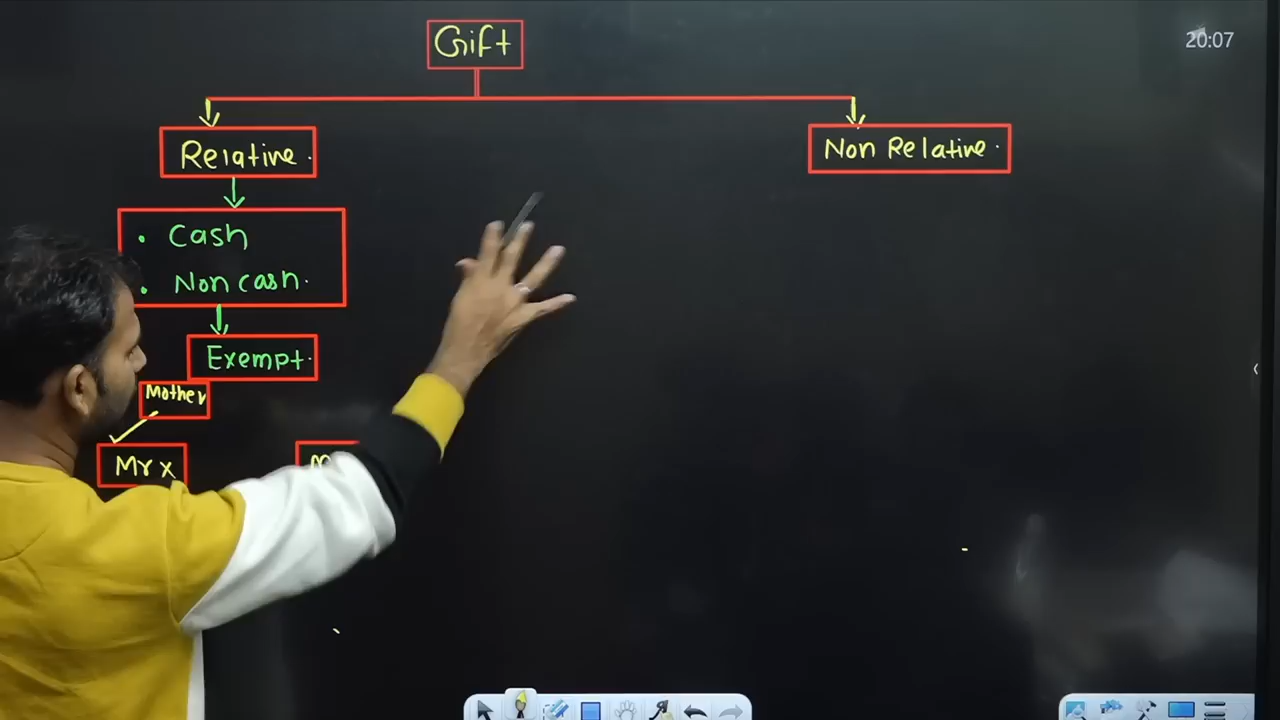 Gift
20:07
Relative.
Non Relative.
• Cash
• Non cash.
Exempt.
Mother
Mr x